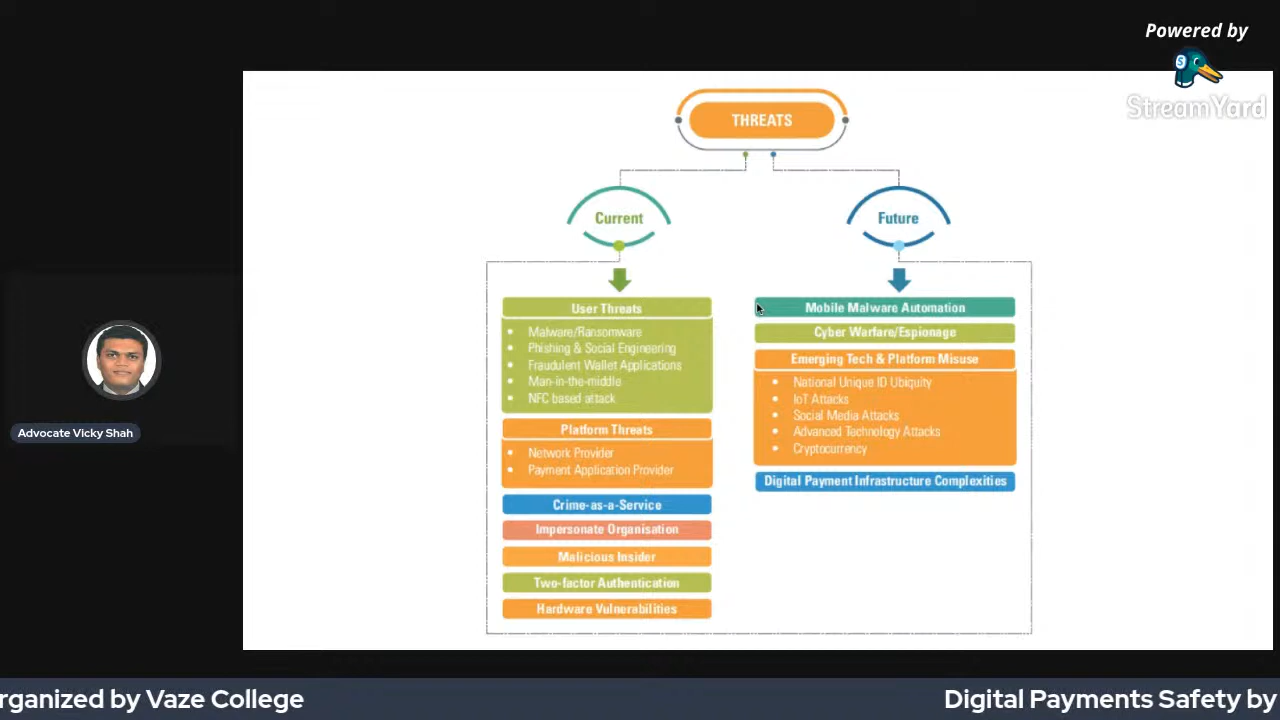 Powered by
StreamYard
THREATS
Current
Future
User Threats
• Malware/Ransomware
• Phishing & Social Engineering
• Fraudulent Wallet Applications
• Man-in-the-middle
• NFC based attack
Platform Threats
• Network Provider
• Payment Application Provider
Crime-as-a-Service
Impersonate Organisation
Malicious Insider
Two-factor Authentication
Hardware Vulnerabilities
Mobile Malware Automation
Cyber Warfare/Espionage
Emerging Tech & Platform Misuse
• National Unique ID Ubiquity
• IoT Attacks
• Social Media Attacks
• Advanced Technology Attacks
• Cryptocurrency
Digital Payment Infrastructure Complexities
Advocate Vicky Shah
rganized by Vaze College
Digital Payments Safety by